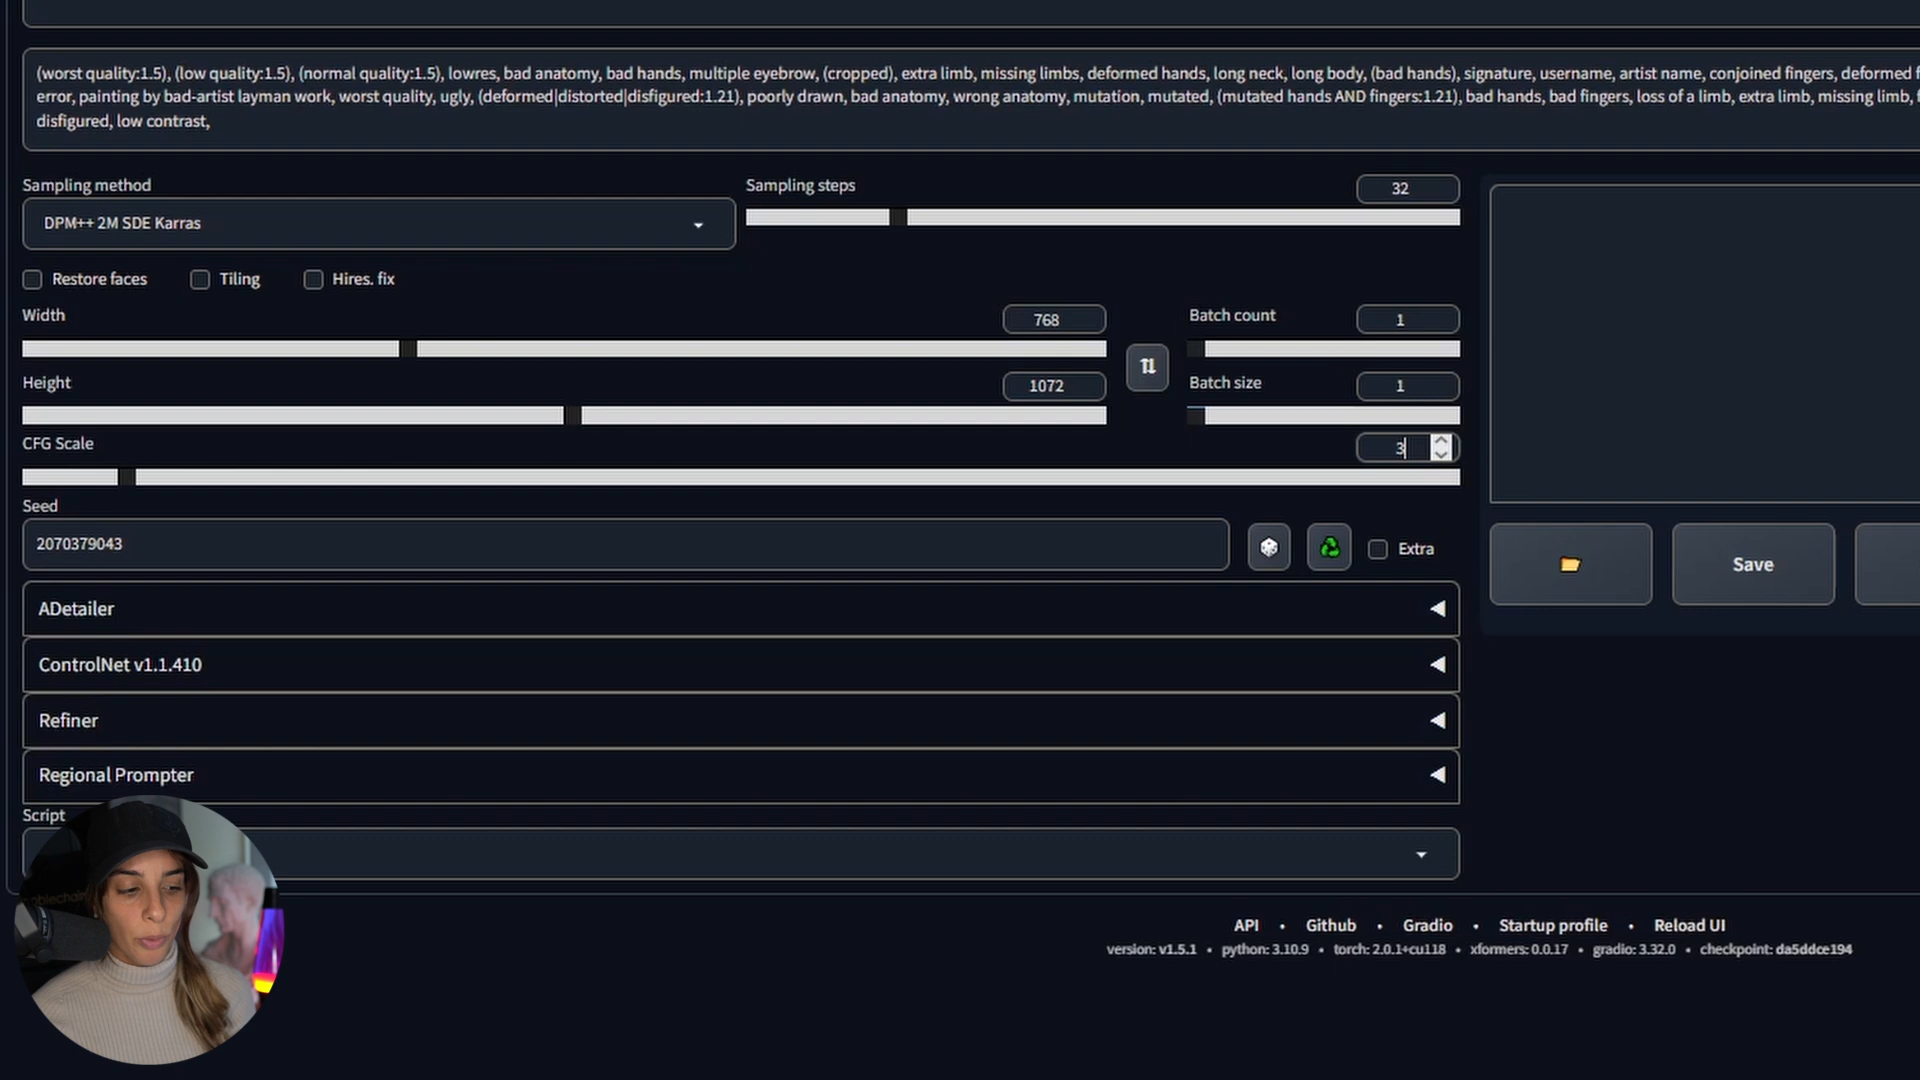 (worst quality:1.5), (low quality:1.5), (normal quality:1.5), lowres, bad anatomy, bad hands, multiple eyebrow, (cropped), extra limb, missing limbs, deformed hands, long neck, long body, (bad hands), signature, username, artist name, conjoined fingers, deformed
error, painting by bad-artist layman work, worst quality, ugly, (deformed|distorted|disfigured:1.21), poorly drawn, bad anatomy, wrong anatomy, mutation, mutated, (mutated hands AND fingers:1.21), bad hands, bad fingers, loss of a limb, extra limb, missing limb,
disfigured, low contrast,
Sampling method
DPM++ 2M SDE Karras
Sampling steps
32
Restore faces
Tiling
Hires. fix
Width
768
Batch count
1
Height
1072
Batch size
1
CFG Scale
3
Seed
2070379043
Extra
Save
ADetailer
ControlNet v1.1.410
Refiner
Regional Prompter
Script
API • Github • Gradio • Startup profile • Reload UI
version: v1.5.1 • python: 3.10.9 • torch: 2.0.1+cu118 • xformers: 0.0.17 • gradio: 3.32.0 • checkpoint: da5ddce194